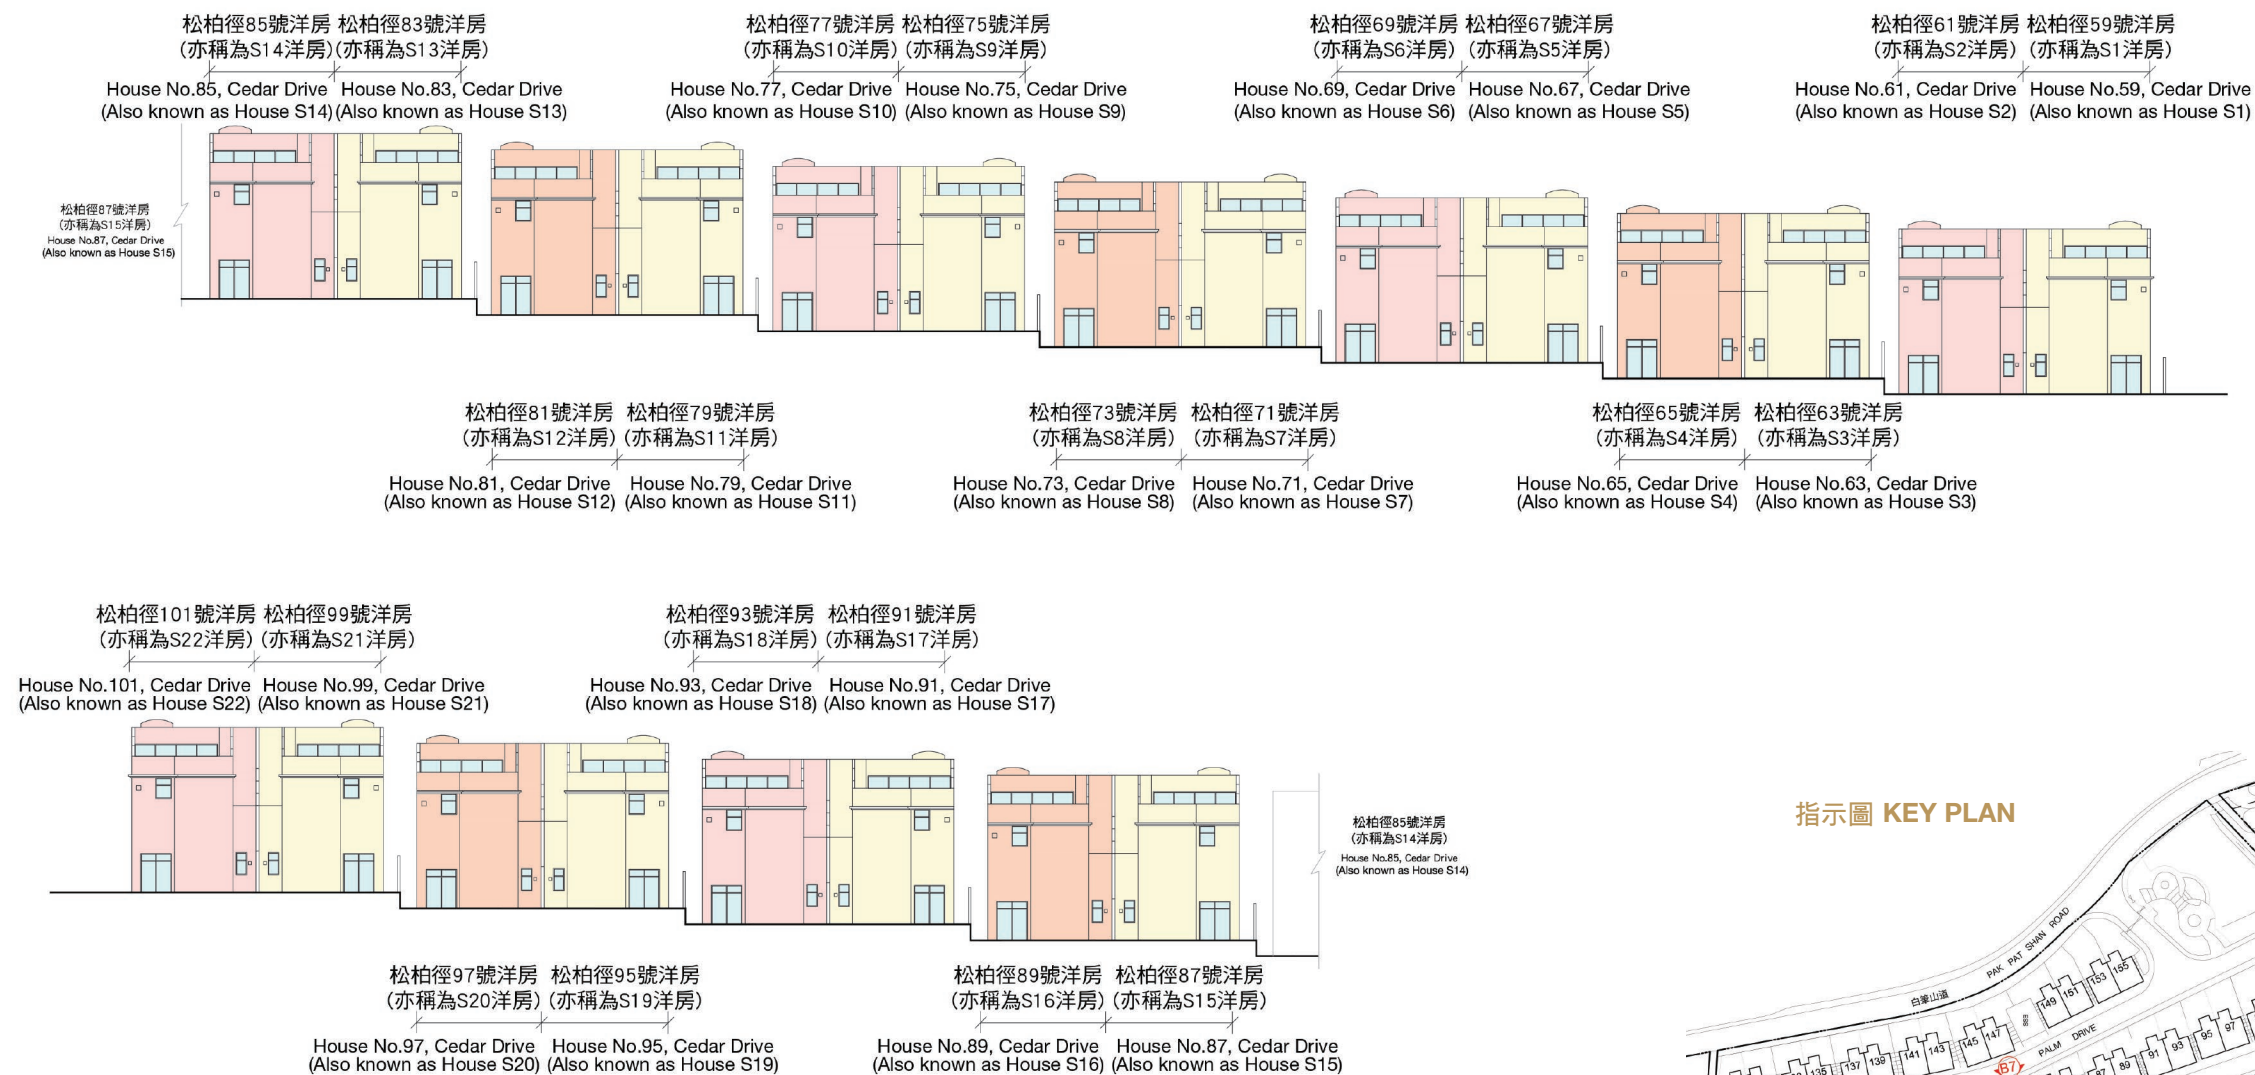 松柏徑85號洋房 松柏徑83號洋房
(亦稱為S14洋房) (亦稱為S13洋房)
House No.85, Cedar Drive House No.83, Cedar Drive
(Also known as House S14) (Also known as House S13)
松柏徑77號洋房 松柏徑75號洋房
(亦稱為S10洋房) (亦稱為S9洋房)
House No.77, Cedar Drive House No.75, Cedar Drive
(Also known as House S10) (Also known as House S9)
松柏徑69號洋房 松柏徑67號洋房
(亦稱為S6洋房) (亦稱為S5洋房)
House No.69, Cedar Drive House No.67, Cedar Drive
(Also known as House S6) (Also known as House S5)
松柏徑61號洋房 松柏徑59號洋房
(亦稱為S2洋房) (亦稱為S1洋房)
House No.61, Cedar Drive House No.59, Cedar Drive
(Also known as House S2) (Also known as House S1)
松柏徑87號洋房
(亦稱為S15洋房)
House No.87, Cedar Drive
(Also known as House S15)
松柏徑81號洋房 松柏徑79號洋房
(亦稱為S12洋房) (亦稱為S11洋房)
House No.81, Cedar Drive House No.79, Cedar Drive
(Also known as House S12) (Also known as House S11)
松柏徑73號洋房 松柏徑71號洋房
(亦稱為S8洋房) (亦稱為S7洋房)
House No.73, Cedar Drive House No.71, Cedar Drive
(Also known as House S8) (Also known as House S7)
松柏徑65號洋房 松柏徑63號洋房
(亦稱為S4洋房) (亦稱為S3洋房)
House No.65, Cedar Drive House No.63, Cedar Drive
(Also known as House S4) (Also known as House S3)
松柏徑101號洋房 松柏徑99號洋房
(亦稱為S22洋房) (亦稱為S21洋房)
House No.101, Cedar Drive House No.99, Cedar Drive
(Also known as House S22) (Also known as House S21)
松柏徑93號洋房 松柏徑91號洋房
(亦稱為S18洋房) (亦稱為S17洋房)
House No.93, Cedar Drive House No.91, Cedar Drive
(Also known as House S18) (Also known as House S17)
松柏徑85號洋房
(亦稱為S14洋房)
House No.85, Cedar Drive
(Also known as House S14)
松柏徑97號洋房 松柏徑95號洋房
(亦稱為S20洋房) (亦稱為S19洋房)
House No.97, Cedar Drive House No.95, Cedar Drive
(Also known as House S20) (Also known as House S19)
松柏徑89號洋房 松柏徑87號洋房
(亦稱為S16洋房) (亦稱為S15洋房)
House No.89, Cedar Drive House No.87, Cedar Drive
(Also known as House S16) (Also known as House S15)
指示圖 KEY PLAN
PAK PAT SHAN ROAD
白筆山道
135 137 139 141 143 145 147 149 151 153 155
PALM DRIVE
B7
89 91 93 95 97